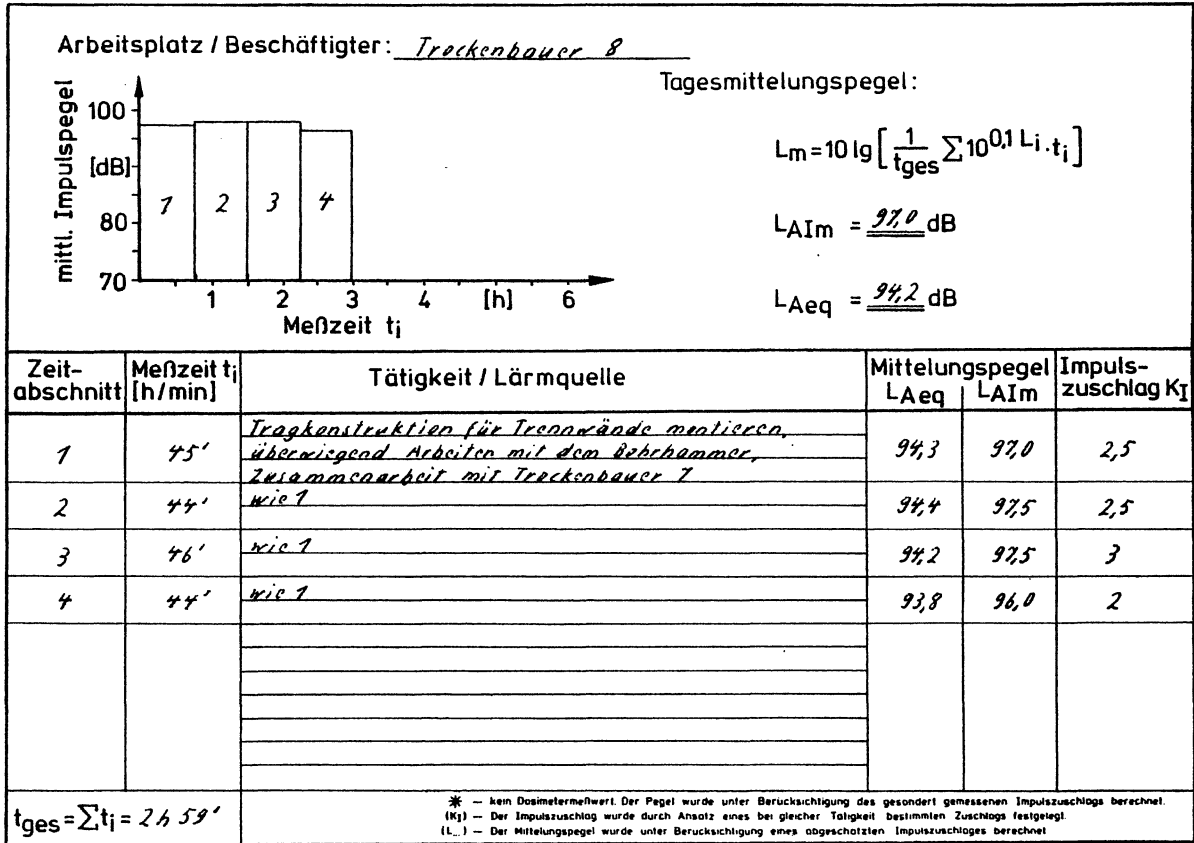 Arbeitsplatz / Beschäftigter: Trockenbauer 8
mittl. Impulspegel
[dB]
100
80
70
1 2 3 4
1 2 3 4 [h] 6
Meßzeit ti
Tagesmittelungspegel:
Lm = 10 lg [ 1/tges ∑ 10^0,1 Li · ti ]
LAIm = 97,0 dB
LAeq = 94,2 dB
Zeit-abschnitt | Meßzeit ti [h/min] | Tätigkeit / Lärmquelle | Mittelungspegel LAeq | LAIm | Impuls-zuschlag KI
1 45' Tragkonstruktion für Trennwände montieren,
überwiegend Arbeiten mit dem Bohrhammer,
Zusammenarbeit mit Trockenbauer 7
94,3 97,0 2,5
2 44' wie 1 94,4 97,5 2,5
3 46' wie 1 94,2 97,5 3
4 44' wie 1 93,8 96,0 2
tges = ∑ti = 2 h 59'
* – kein Dosimetermeßwert. Der Pegel wurde unter Berücksichtigung des gesondert gemessenen Impulszuschlags berechnet.
(KI) – Der Impulszuschlag wurde durch Ansatz eines bei gleicher Tätigkeit bestimmten Zuschlags festgelegt.
(L...) – Der Mittelungspegel wurde unter Berücksichtigung eines abgeschätzten Impulszuschlages berechnet